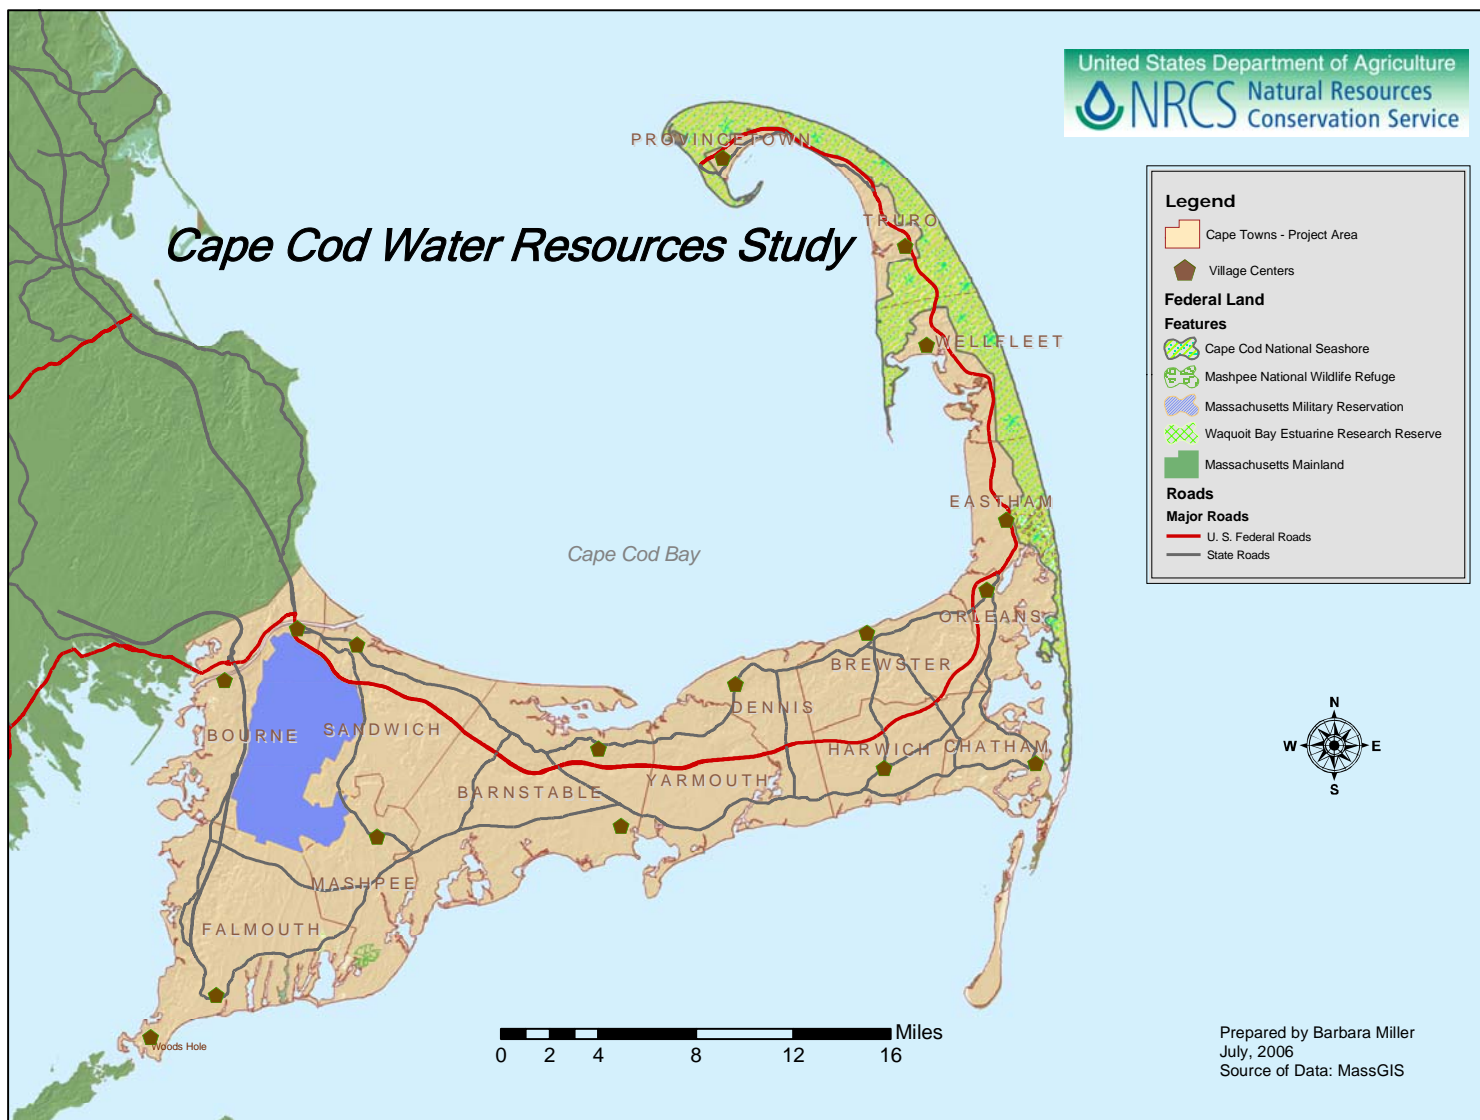 United States Department of Agriculture
NRCS Natural Resources
Conservation Service
PROVINCETOWN
Legend
Cape Towns - Project Area
Village Centers
Federal Land
Features
Cape Cod National Seashore
Mashpee National Wildlife Refuge
Massachusetts Military Reservation
Waquoit Bay Estuarine Research Reserve
Massachusetts Mainland
Roads
Major Roads
U. S. Federal Roads
State Roads
TRURO
Cape Cod Water Resources Study
WELLFLEET
EASTHAM
Cape Cod Bay
ORLEANS
BREWSTER
DENNIS
SANDWICH
BOURNE
HARWICH
CHATHAM
YARMOUTH
BARNSTABLE
MASHPEE
FALMOUTH
Woods Hole
N
W E
S
Miles
0 2 4 8 12 16
Prepared by Barbara Miller
July, 2006
Source of Data: MassGIS